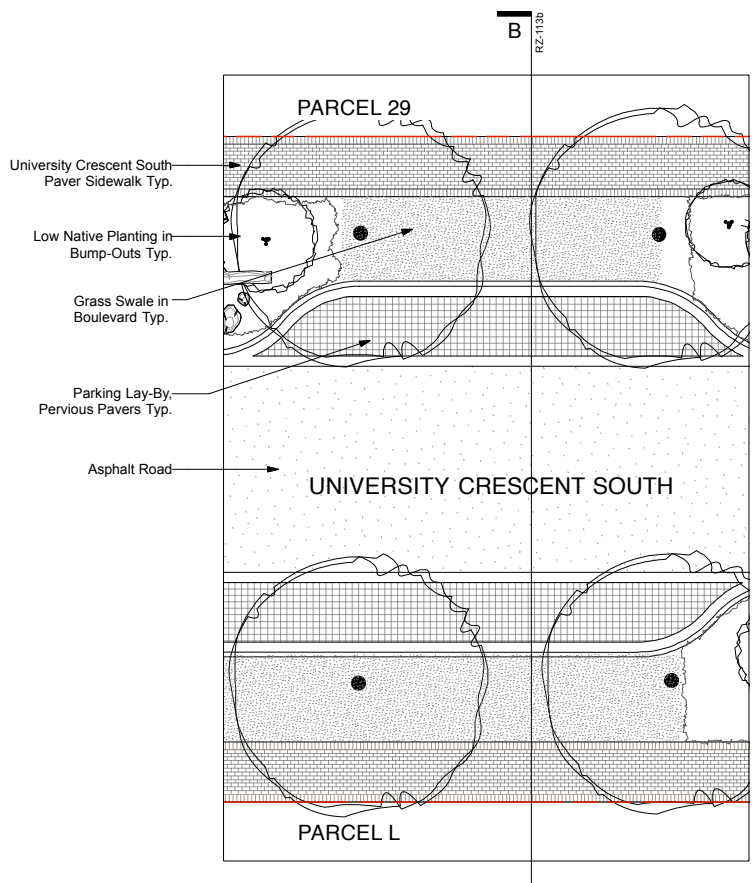 B
RZ-113b
PARCEL 29
University Crescent South
Paver Sidewalk Typ.
Low Native Planting in
Bump-Outs Typ.
Grass Swale in
Boulevard Typ.
Parking Lay-By,
Pervious Pavers Typ.
Asphalt Road
UNIVERSITY CRESCENT SOUTH
PARCEL L